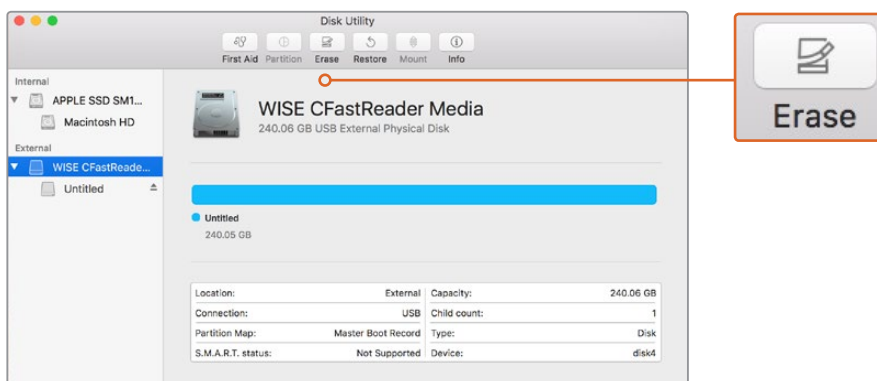 Disk Utility
First Aid Partition Erase Restore Mount Info
Erase
Internal
APPLE SSD SM1...
Macintosh HD
External
WISE CFastReade...
Untitled
WISE CFastReader Media
240.06 GB USB External Physical Disk
Untitled
240.05 GB
Location: External Capacity: 240.06 GB
Connection: USB Child count: 1
Partition Map: Master Boot Record Type: Disk
S.M.A.R.T. status: Not Supported Device: disk4